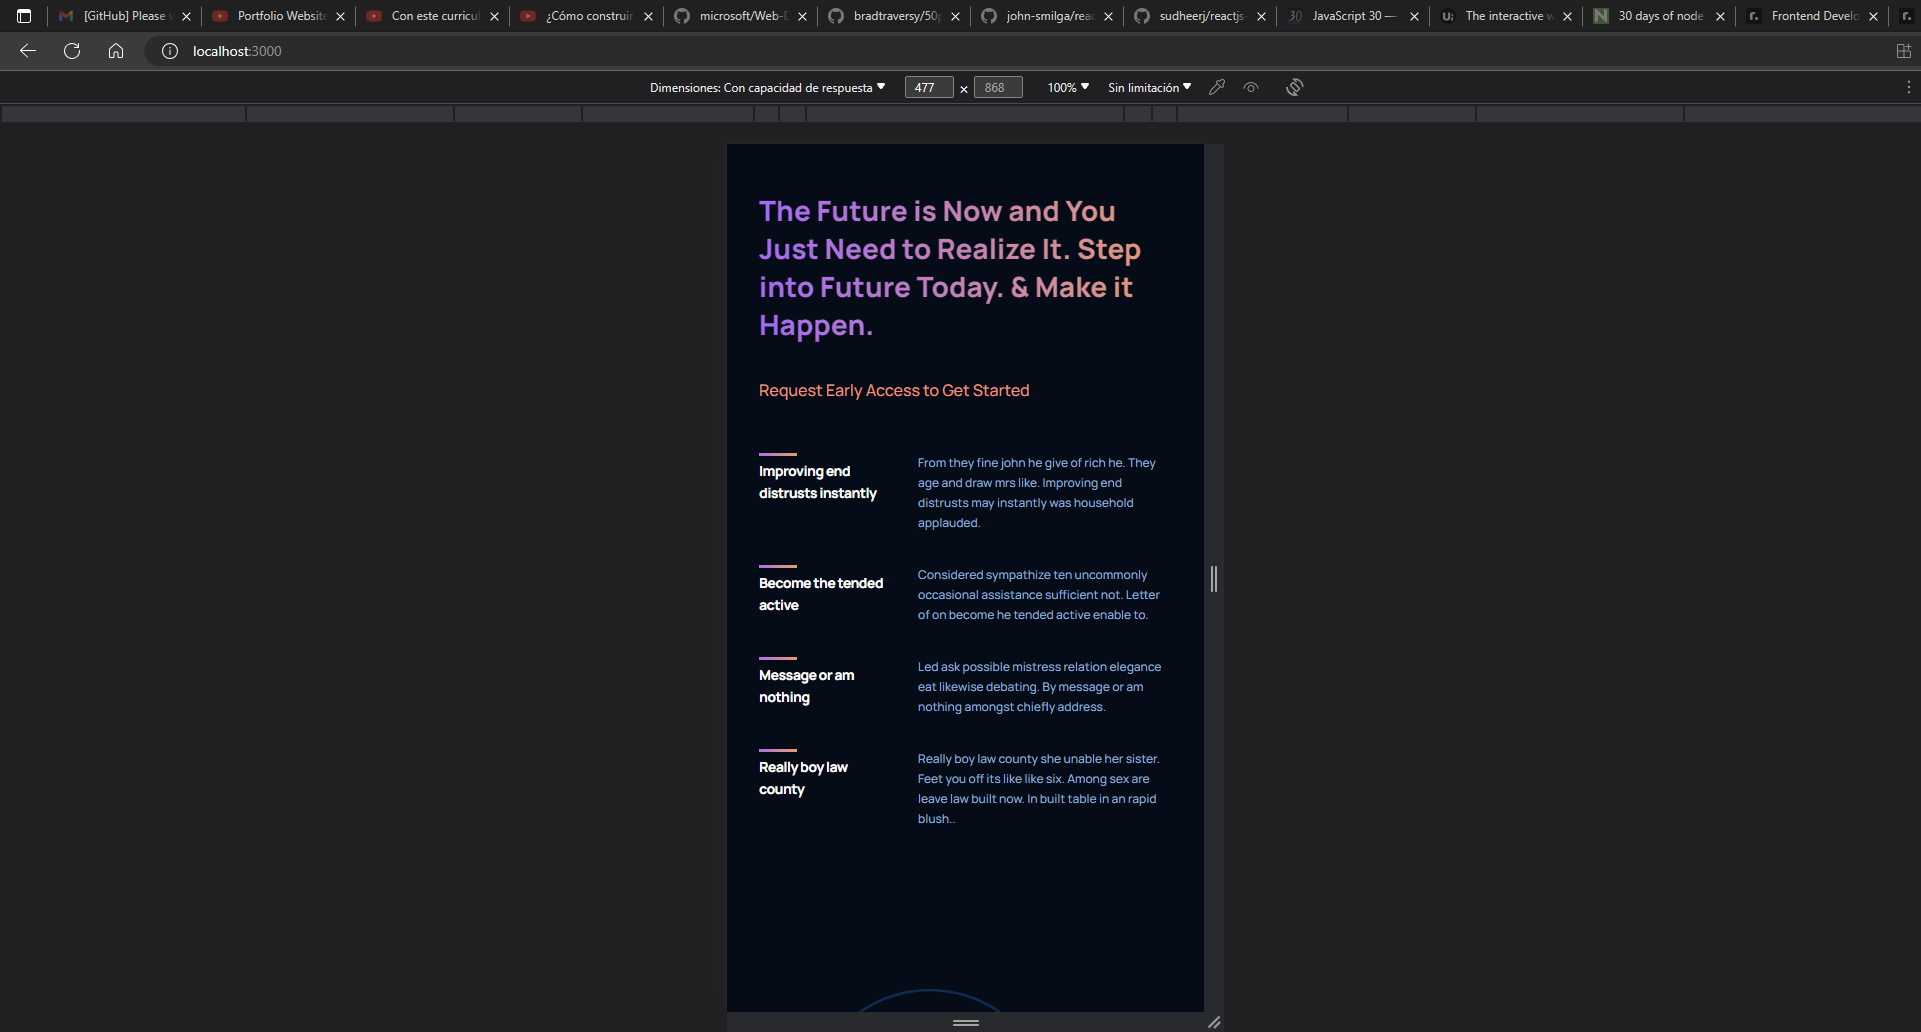 [GitHub] Please
Portfolio Website
Con este curricul
¿Cómo construir
microsoft/Web-D
bradtraversy/50p
john-smilga/reac
sudheerj/reactjs-
30
JavaScript 30 —
U;
The interactive w
N
30 days of node
r.
Frontend Develo
r.
localhost:3000
Dimensiones: Con capacidad de respuesta
477 × 868
100%
Sin limitación
The Future is Now and You
Just Need to Realize It. Step
into Future Today. & Make it
Happen.
Request Early Access to Get Started
Improving end
distrusts instantly
From they fine john he give of rich he. They
age and draw mrs like. Improving end
distrusts may instantly was household
applauded.
Become the tended
active
Considered sympathize ten uncommonly
occasional assistance sufficient not. Letter
of on become he tended active enable to.
Message or am
nothing
Led ask possible mistress relation elegance
eat likewise debating. By message or am
nothing amongst chiefly address.
Really boy law
county
Really boy law county she unable her sister.
Feet you off its like like six. Among sex are
leave law built now. In built table in an rapid
blush..